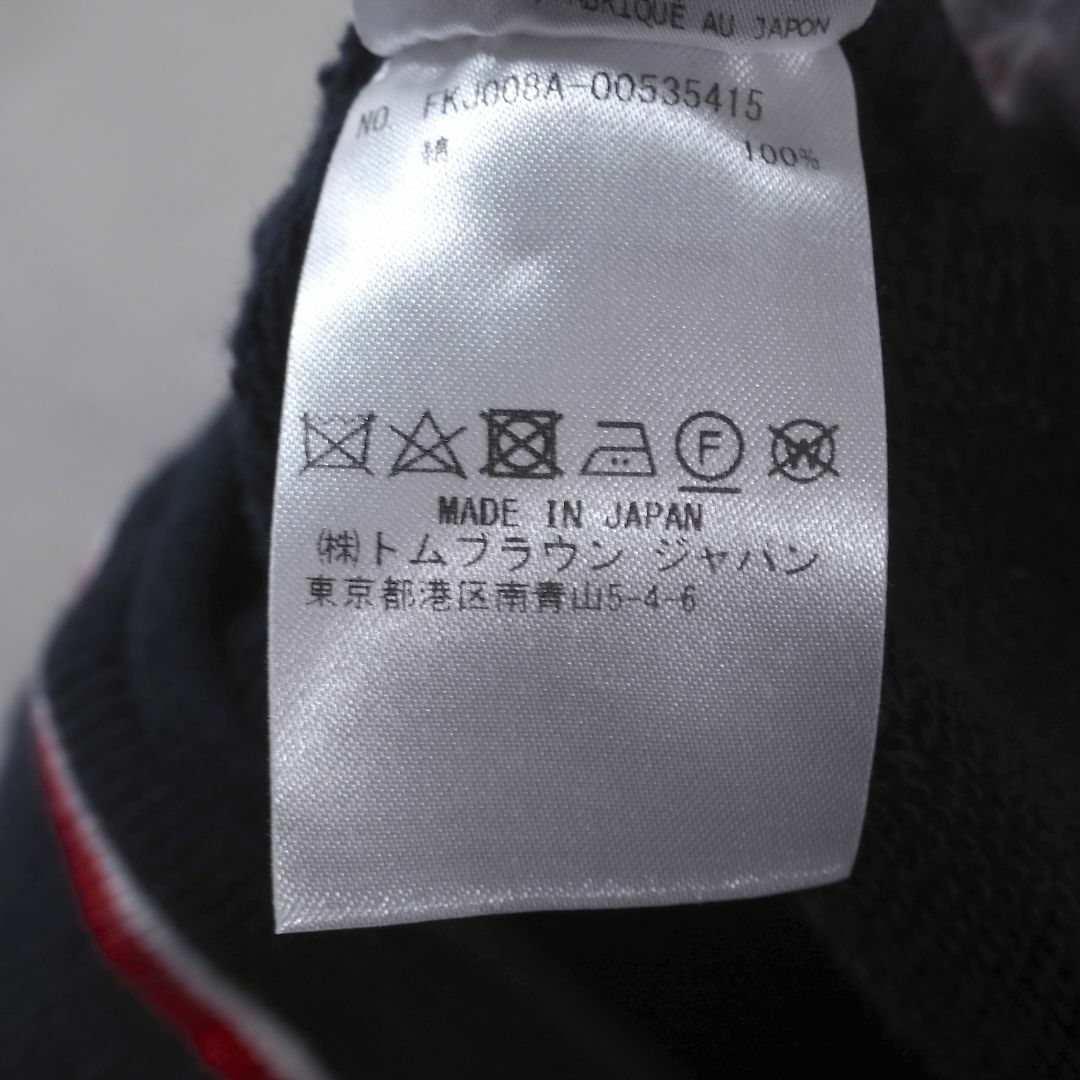 FABRIQUÉ AU JAPON
NO FKJ008A-00535415
綿 100%
F
W
MADE IN JAPAN
(株)トムブラウン ジャパン
東京都港区南青山5-4-6